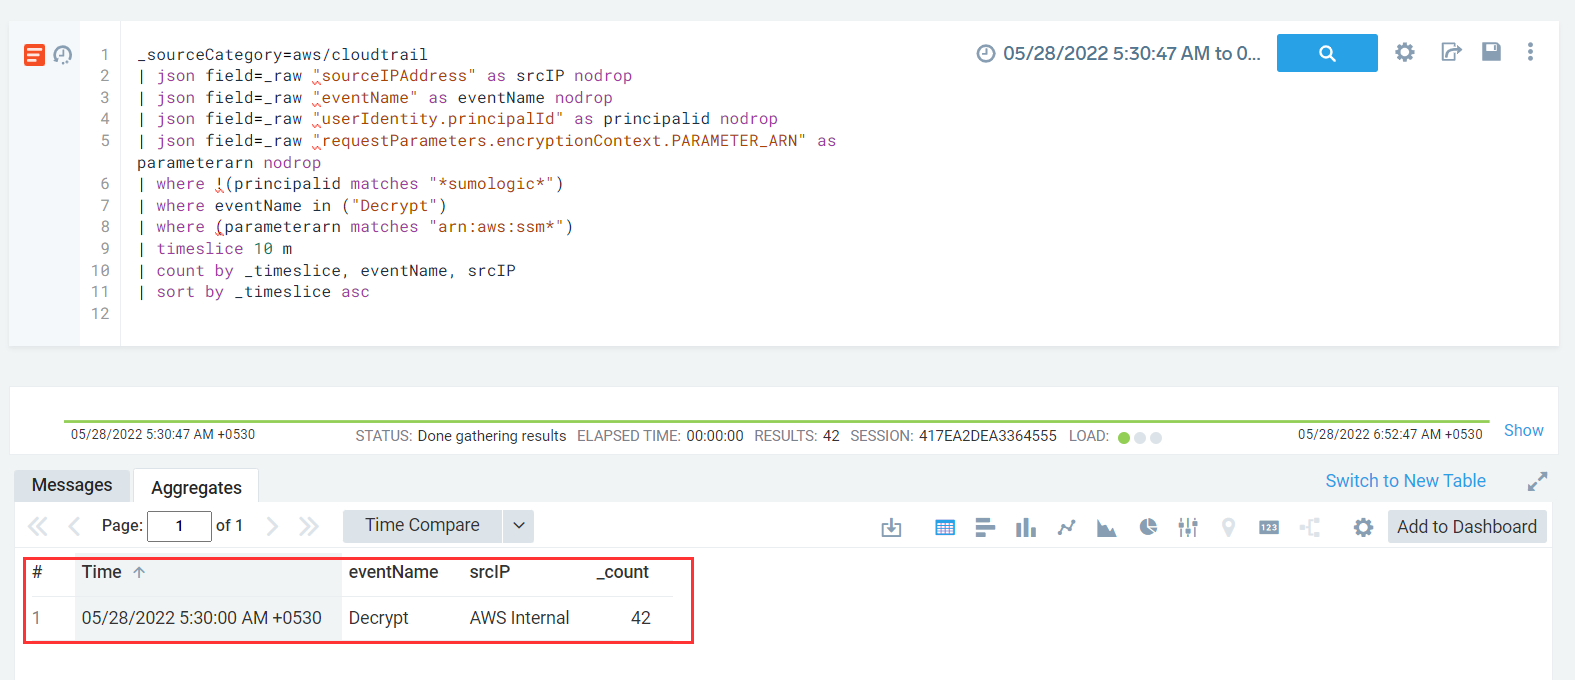 1 _sourceCategory=aws/cloudtrail
05/28/2022 5:30:47 AM to 0...
2 | json field=_raw "sourceIPAddress" as srcIP nodrop
3 | json field=_raw "eventName" as eventName nodrop
4 | json field=_raw "userIdentity.principalId" as principalid nodrop
5 | json field=_raw "requestParameters.encryptionContext.PARAMETER_ARN" as
parameterarn nodrop
6 | where !(principalid matches "*sumologic*")
7 | where eventName in ("Decrypt")
8 | where (parameterarn matches "arn:aws:ssm*")
9 | timeslice 10 m
10 | count by _timeslice, eventName, srcIP
11 | sort by _timeslice asc
12
05/28/2022 5:30:47 AM +0530 STATUS: Done gathering results ELAPSED TIME: 00:00:00 RESULTS: 42 SESSION: 417EA2DEA3364555 LOAD: 05/28/2022 6:52:47 AM +0530 Show
Messages Aggregates Switch to New Table
Page: 1 of 1 Time Compare 123 Add to Dashboard
# Time eventName srcIP _count
1 05/28/2022 5:30:00 AM +0530 Decrypt AWS Internal 42